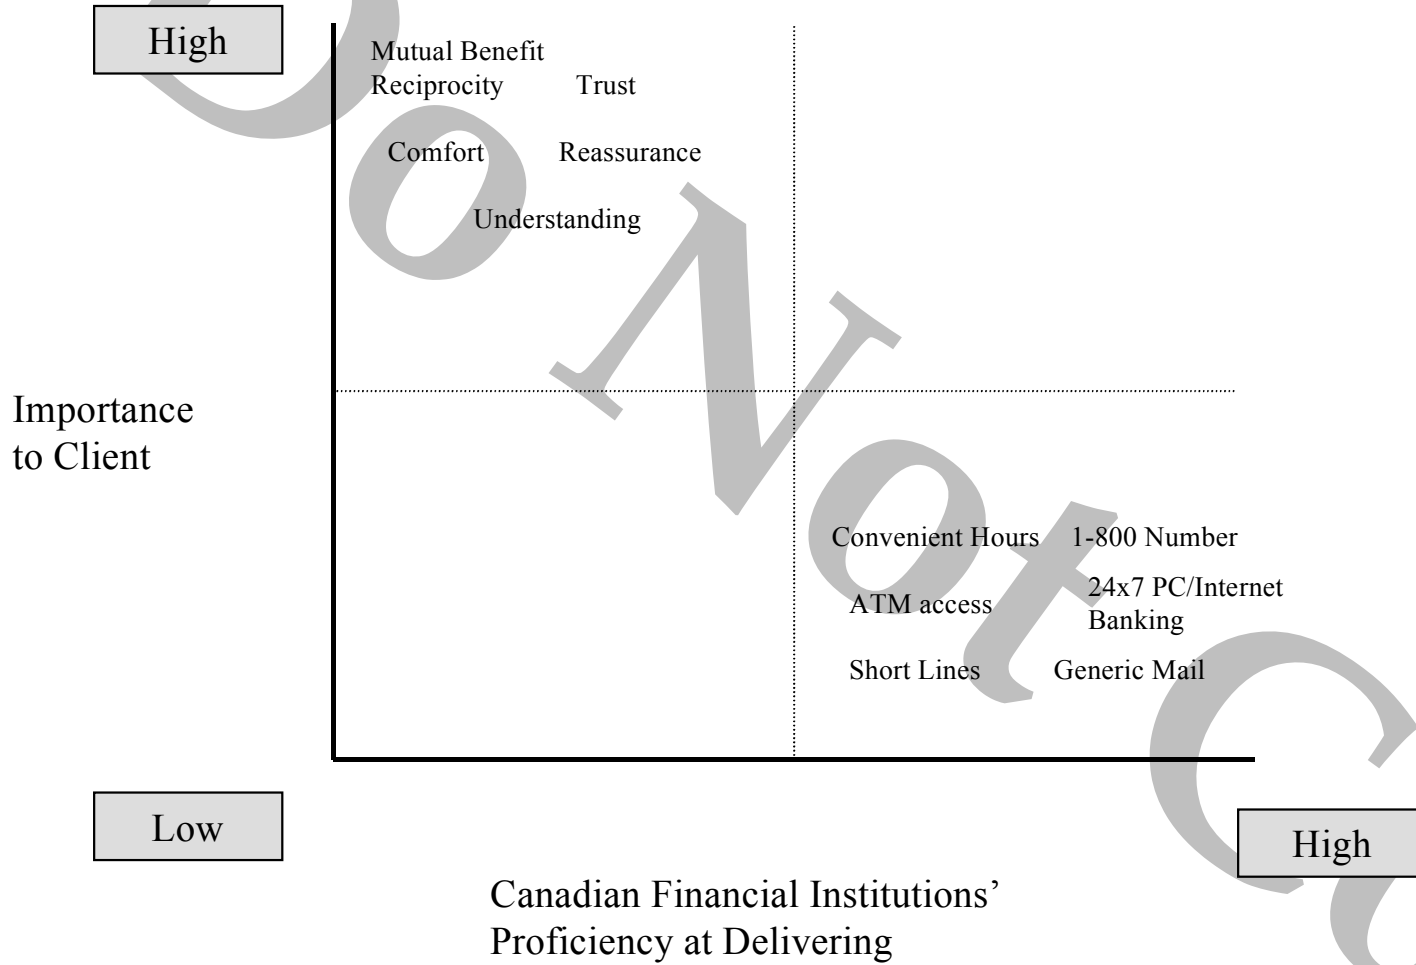 High
Mutual Benefit
Reciprocity Trust
Comfort Reassurance
Understanding
Importance
to Client
Convenient Hours 1-800 Number
24x7 PC/Internet
ATM access
Banking
Short Lines Generic Mail
Low
High
Canadian Financial Institutions’
Proficiency at Delivering
Do Not